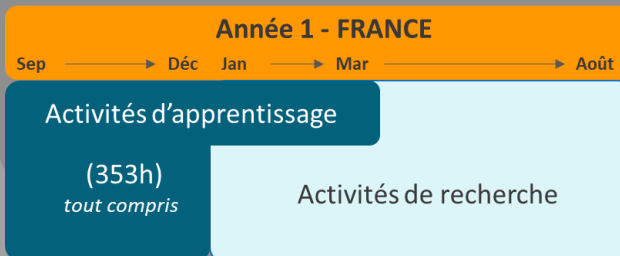 Année 1 - FRANCE
Sep Déc Jan Mar Août
Activités d'apprentissage
(353h)
tout compris
Activités de recherche